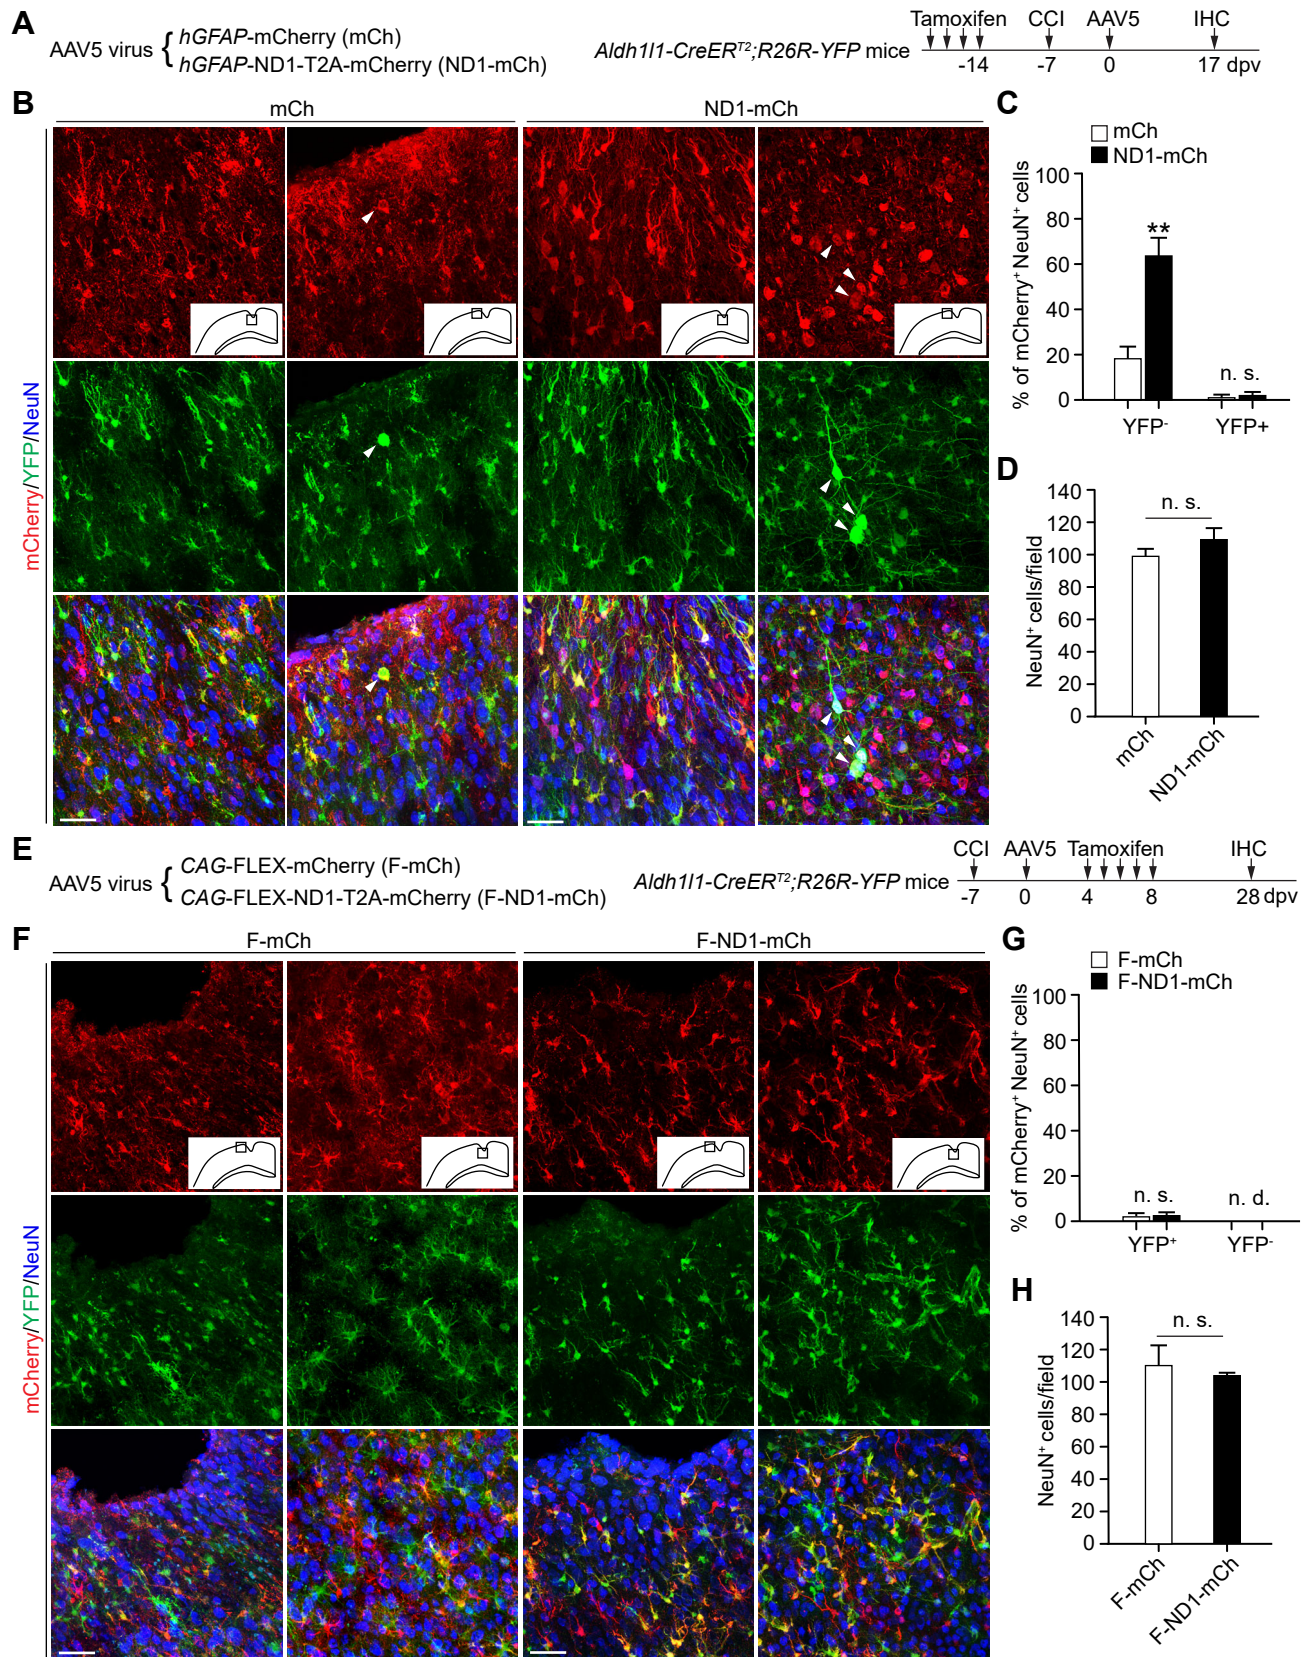 A
AAV5 virus { hGFAP-mCherry (mCh)
hGFAP-ND1-T2A-mCherry (ND1-mCh)
Aldh1l1-CreERT2;R26R-YFP mice
Tamoxifen CCI AAV5 IHC
-14 -7 0 17 dpv
B
mCh ND1-mCh
mCherry/YFP/NeuN
C
mCh
ND1-mCh
% of mCherry+ NeuN+ cells
100
80
60
40
20
0
**
n. s.
YFP- YFP+
D
NeuN+ cells/field
140
120
100
80
60
40
20
0
n. s.
mCh
ND1-mCh
E
AAV5 virus { CAG-FLEX-mCherry (F-mCh)
CAG-FLEX-ND1-T2A-mCherry (F-ND1-mCh)
Aldh1l1-CreERT2;R26R-YFP mice
CCI AAV5 Tamoxifen IHC
-7 0 4 8 28 dpv
F
F-mCh F-ND1-mCh
mCherry/YFP/NeuN
G
F-mCh
F-ND1-mCh
% of mCherry+ NeuN+ cells
100
80
60
40
20
0
n. s. n. d.
YFP+ YFP-
H
NeuN+ cells/field
140
120
100
80
60
40
20
0
n. s.
F-mCh
F-ND1-mCh